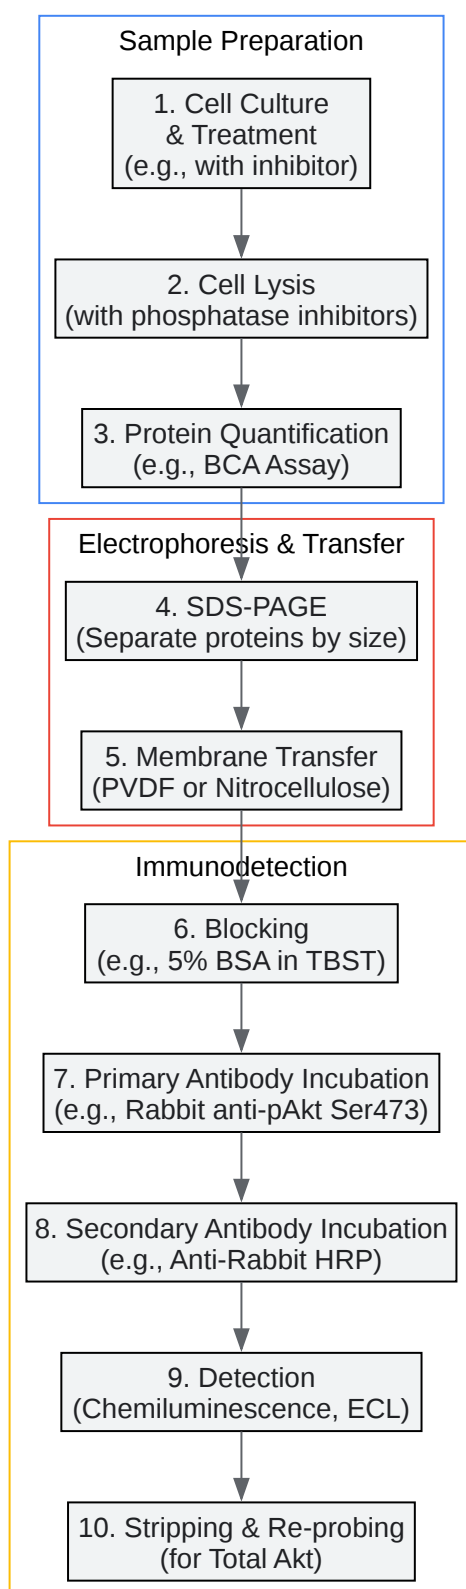 Sample Preparation
1. Cell Culture
& Treatment
(e.g., with inhibitor)
2. Cell Lysis
(with phosphatase inhibitors)
3. Protein Quantification
(e.g., BCA Assay)
Electrophoresis & Transfer
4. SDS-PAGE
(Separate proteins by size)
5. Membrane Transfer
(PVDF or Nitrocellulose)
Immunodetection
6. Blocking
(e.g., 5% BSA in TBST)
7. Primary Antibody Incubation
(e.g., Rabbit anti-pAkt Ser473)
8. Secondary Antibody Incubation
(e.g., Anti-Rabbit HRP)
9. Detection
(Chemiluminescence, ECL)
10. Stripping & Re-probing
(for Total Akt)